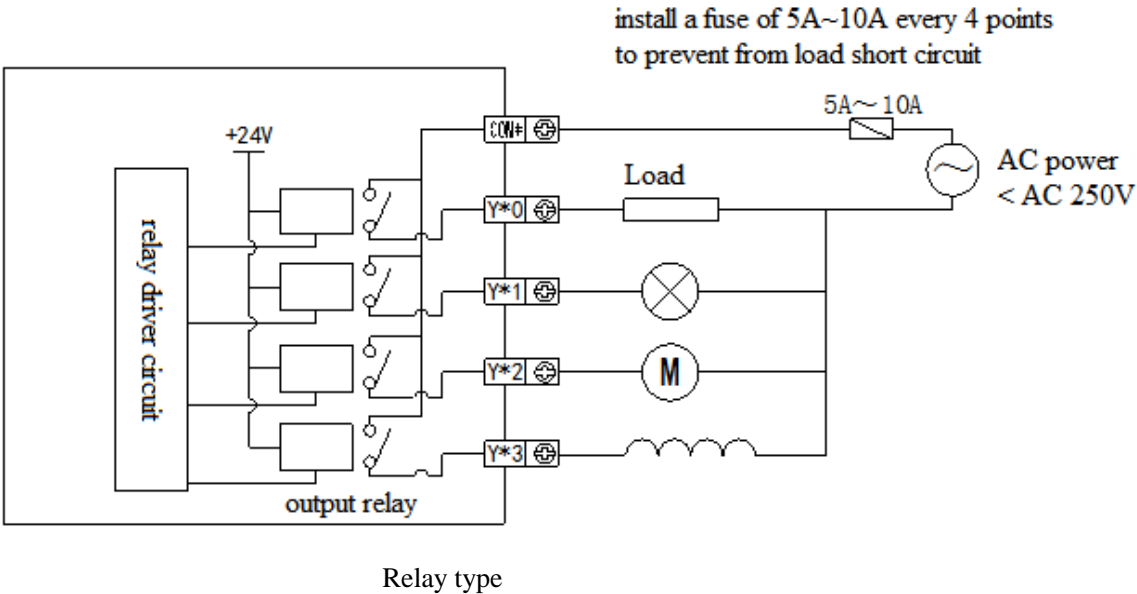 install a fuse of 5A~10A every 4 points
to prevent from load short circuit
5A~10A
COM#
+24V
AC power
< AC 250V
Load
Y*0
relay driver circuit
Y*1
Y*2
M
Y*3
output relay
Relay type